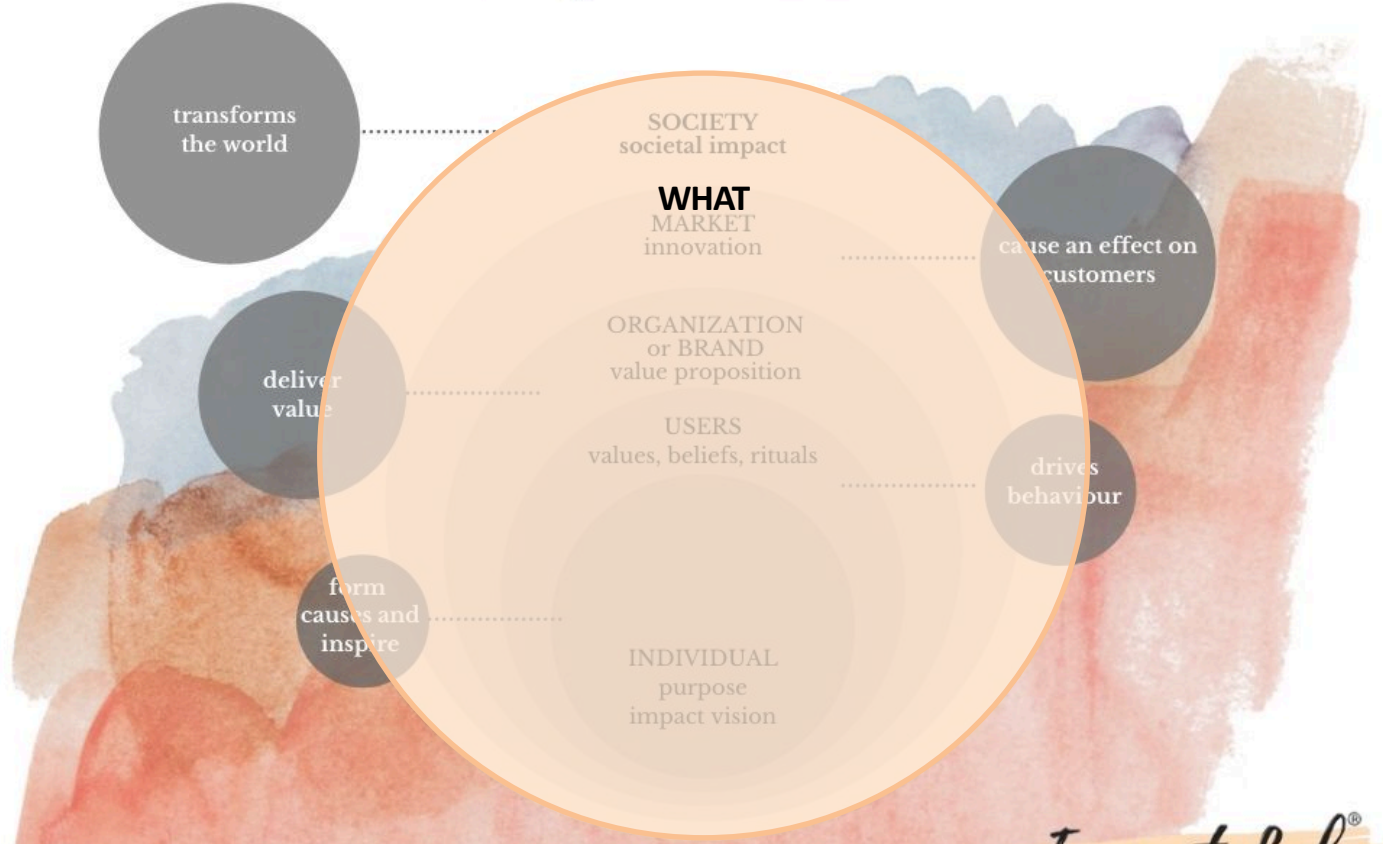 transforms
the world
SOCIETY
societal impact
WHAT
MARKET
innovation
cause an effect on
customers
ORGANIZATION
or BRAND
value proposition
deliver
value
USERS
values, beliefs, rituals
drives
behaviour
form
causes and
inspire
INDIVIDUAL
purpose
impact vision
®